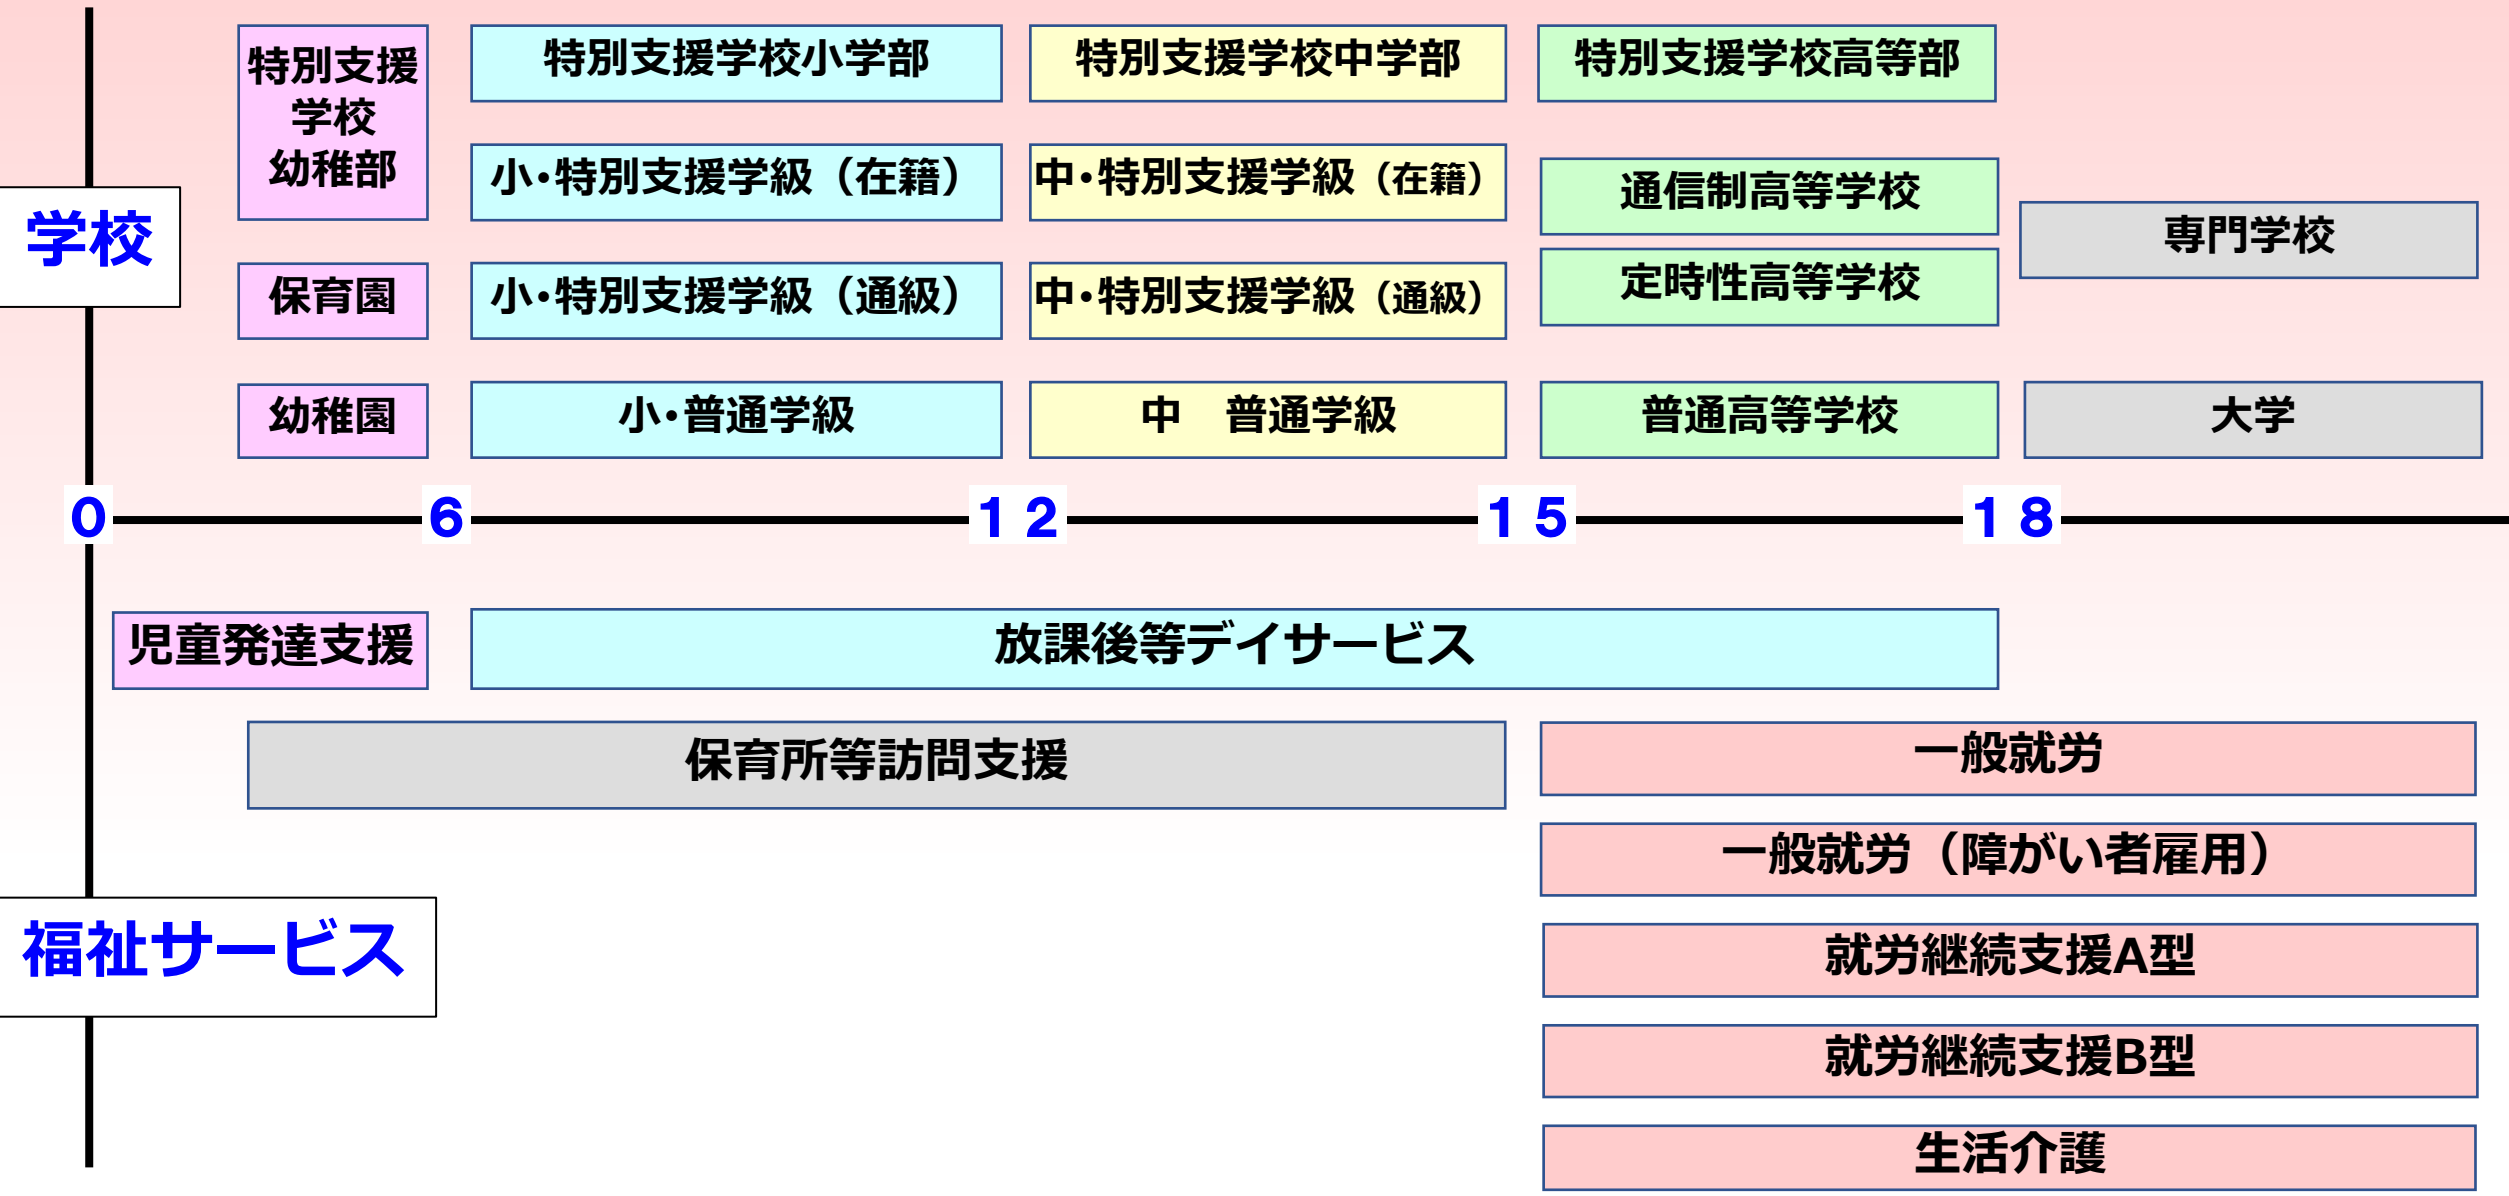 特別支援
学校
幼稚部
特別支援学校小学部
特別支援学校中学部
特別支援学校高等部
小・特別支援学級（在籍）
中・特別支援学級（在籍）
通信制高等学校
学校
専門学校
保育園
小・特別支援学級（通級）
中・特別支援学級（通級）
定時性高等学校
幼稚園
小・普通学級
中　普通学級
普通高等学校
大学
０
６
１２
１５
１８
児童発達支援
放課後等デイサービス
保育所等訪問支援
一般就労
一般就労（障がい者雇用）
福祉サービス
就労継続支援A型
就労継続支援B型
生活介護